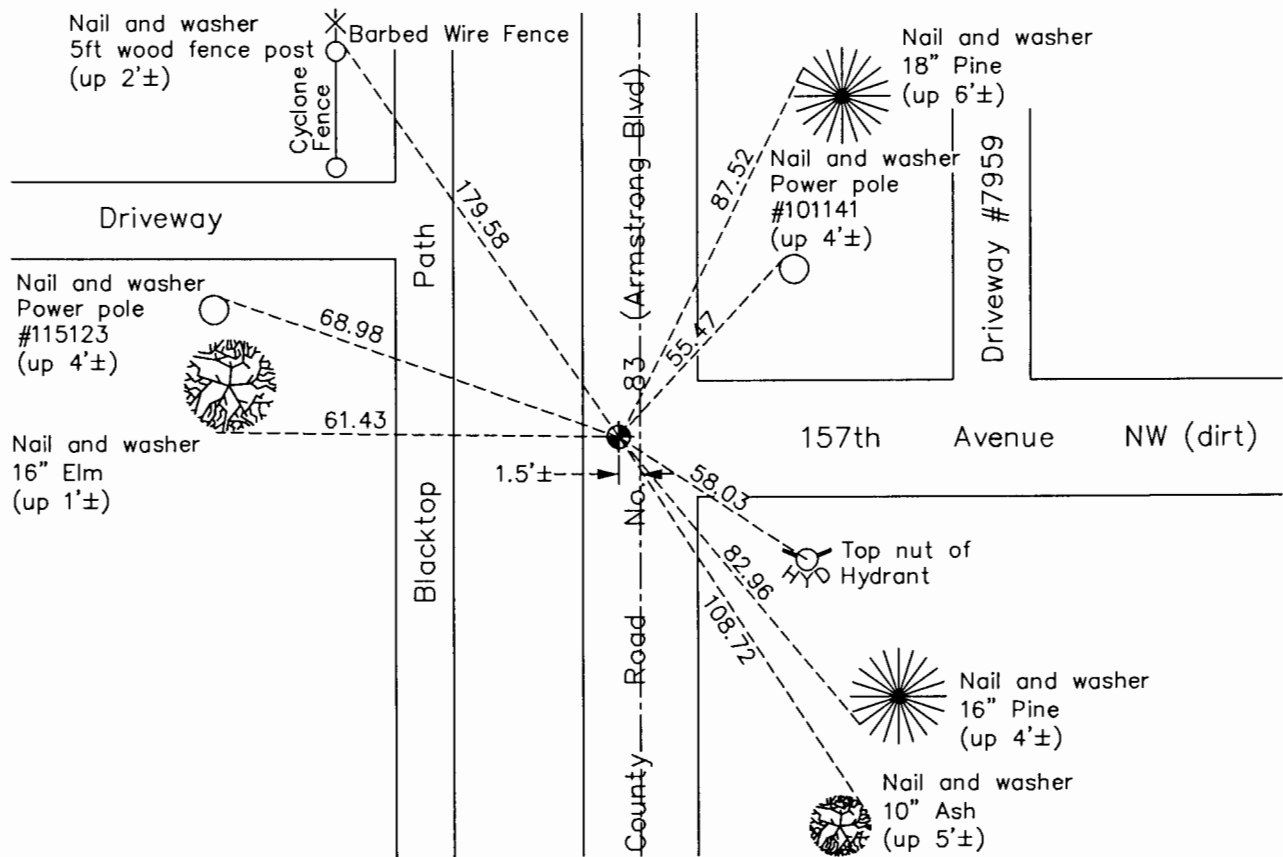 Nail and washer
5ft wood fence post
(up 2'±)
Barbed Wire Fence
Cyclone
Fence
Nail and washer
18" Pine
(up 6'±)
Nail and washer
Power pole
#101141
(up 4'±)
Driveway #7959
87.52
55.47
179.58
Driveway
Path
Blacktop
Nail and washer
Power pole
#115123
(up 4'±)
68.98
61.43
Nail and washer
16" Elm
(up 1'±)
1.5'±
County Road No. 83 (Armstrong Blvd)
157th Avenue NW (dirt)
58.03
HYD
Top nut of
Hydrant
82.96
108.72
Nail and washer
16" Pine
(up 4'±)
Nail and washer
10" Ash
(up 5'±)